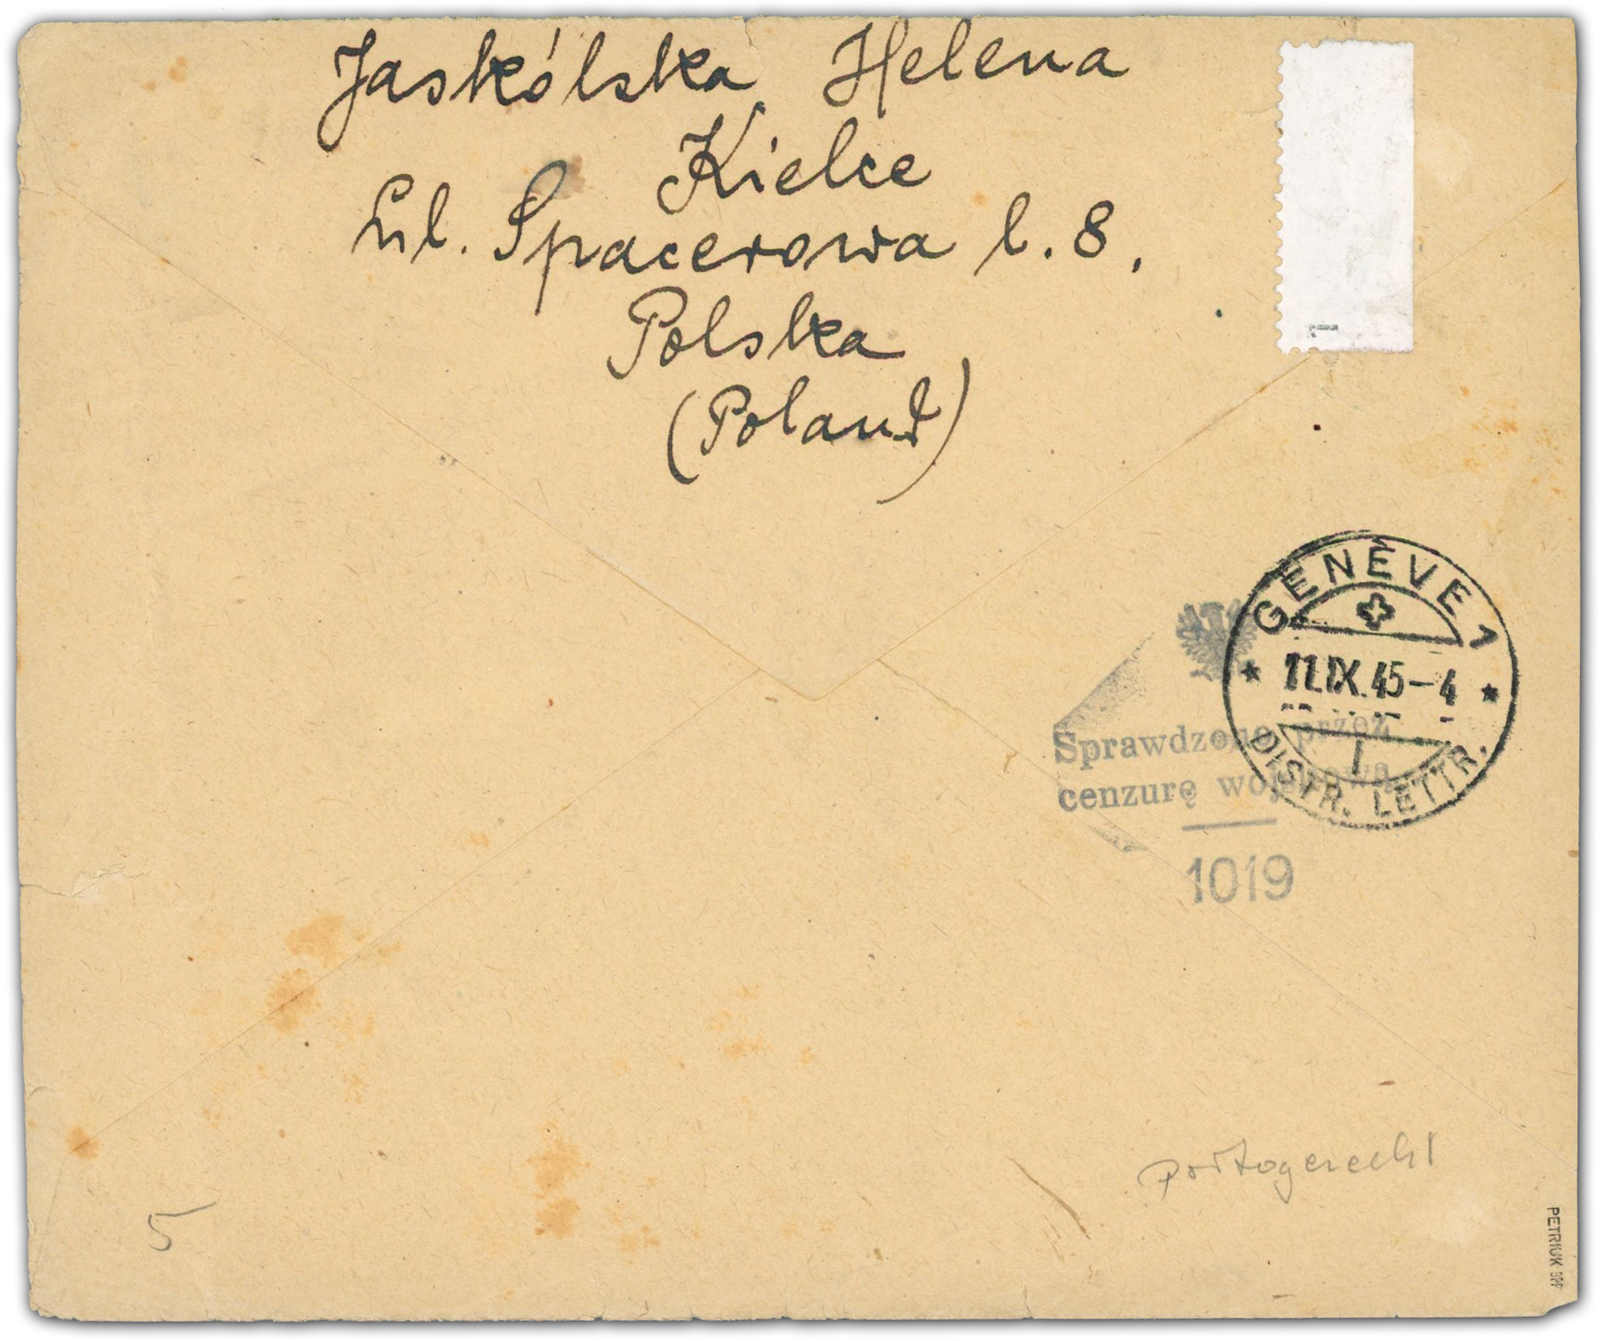 Jaskólska Helena
Kielce
Ul. Spacerowa l. 8.
Polska
(Poland)
GENÈVE 1
11.IX.45-4
DISTR. LETTR.
Sprawdzono przez
cenzurę wojskową
1019
portogerecht
5
PETRIUK